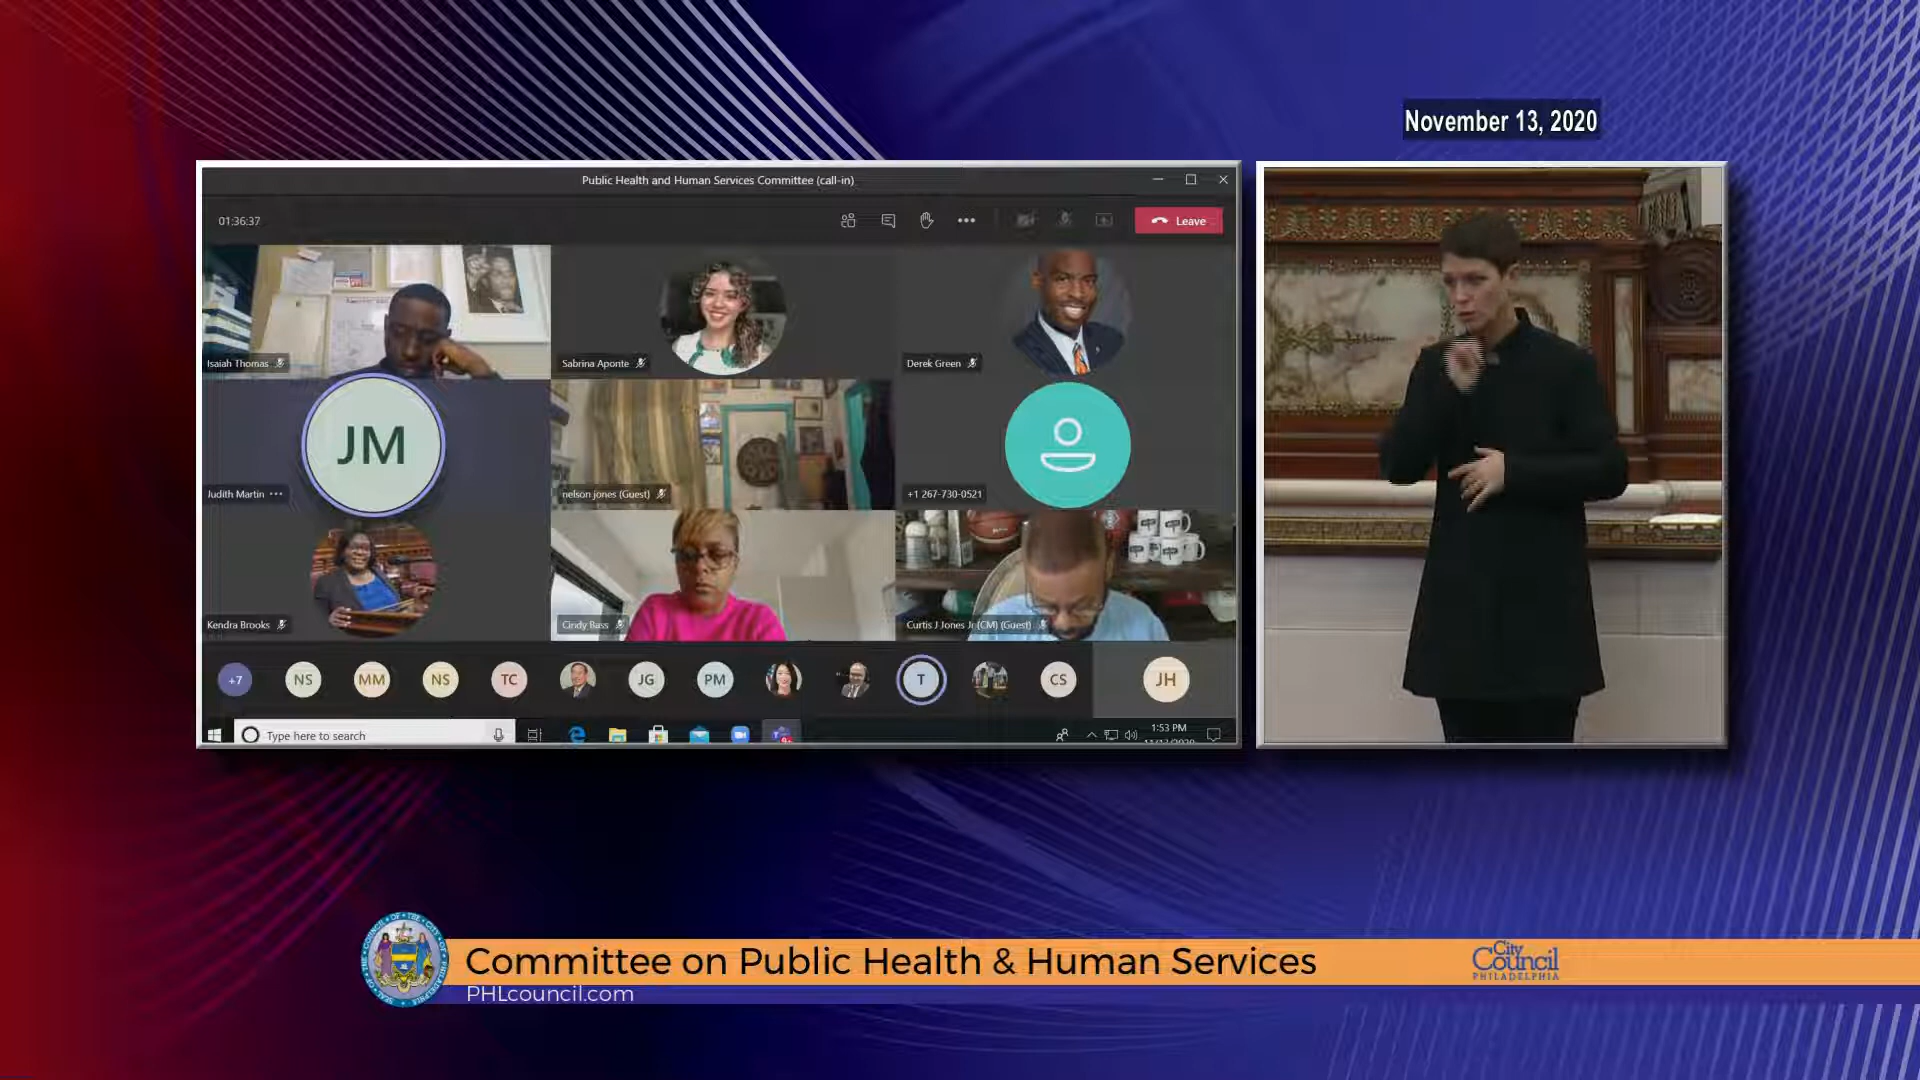 November 13, 2020
Public Health and Human Services Committee (call-in)
01:36:37
Leave
Isaiah Thomas
Sabrina Aponte
Derek Green
JM
Judith Martin
nelson jones (Guest)
+1 267-730-0521
Kendra Brooks
Cindy Bass
Curtis J Jones Jr (CM) (Guest)
+7
NS
MM
NS
TC
JG
PM
T
CS
JH
Type here to search
1:53 PM
11/13/2020
Committee on Public Health & Human Services
City
Council
PHILADELPHIA
PHLcouncil.com